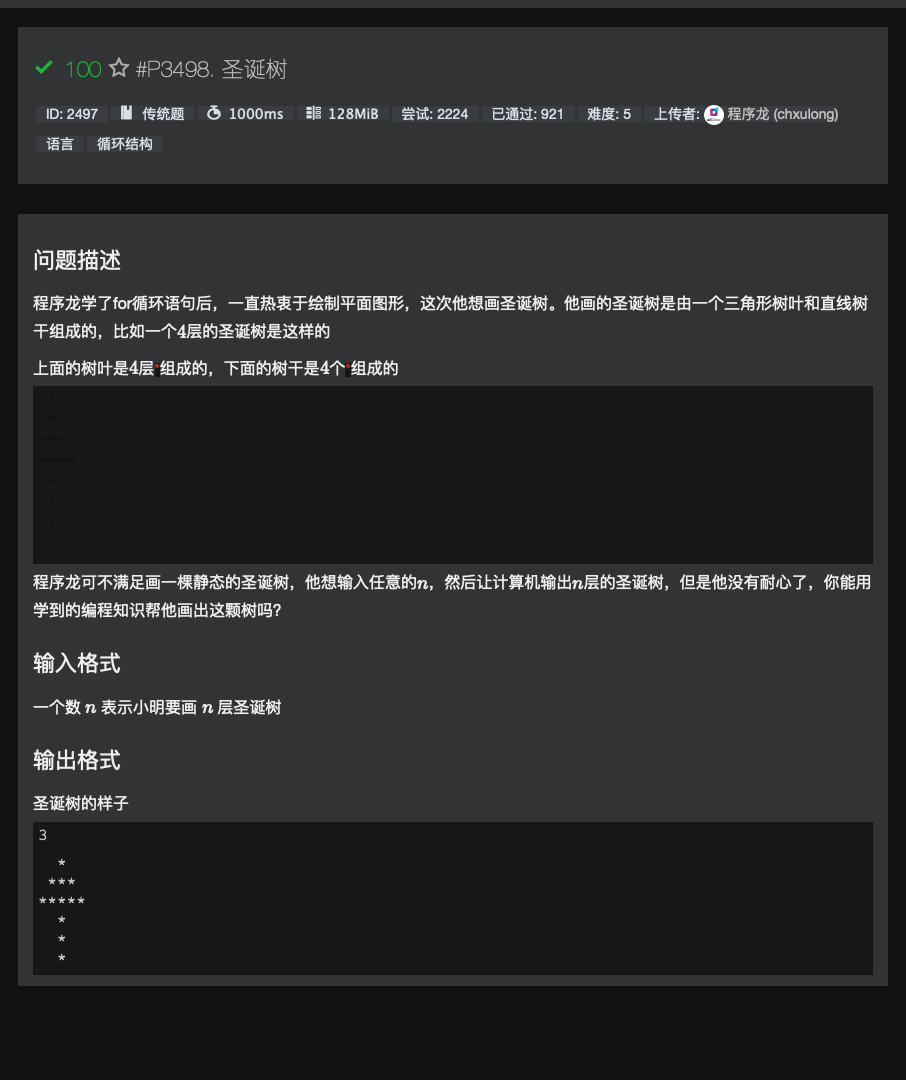 100 #P3498. 圣诞树
ID: 2497 传统题 1000ms 128MiB 尝试: 2224 已通过: 921 难度: 5 上传者: 程序龙 (chxulong)
语言 循环结构
问题描述
程序龙学了for循环语句后，一直热衷于绘制平面图形，这次他想画圣诞树。他画的圣诞树是由一个三角形树叶和直线树
干组成的，比如一个4层的圣诞树是这样的
上面的树叶是4层*组成的，下面的树干是4个*组成的
   *
  ***
 *****
*******
   *
   *
   *
   *
程序龙可不满足画一棵静态的圣诞树，他想输入任意的n，然后让计算机输出n层的圣诞树，但是他没有耐心了，你能用
学到的编程知识帮他画出这颗树吗？
输入格式
一个数 n 表示小明要画 n 层圣诞树
输出格式
圣诞树的样子
3
  *
 ***
*****
  *
  *
  *